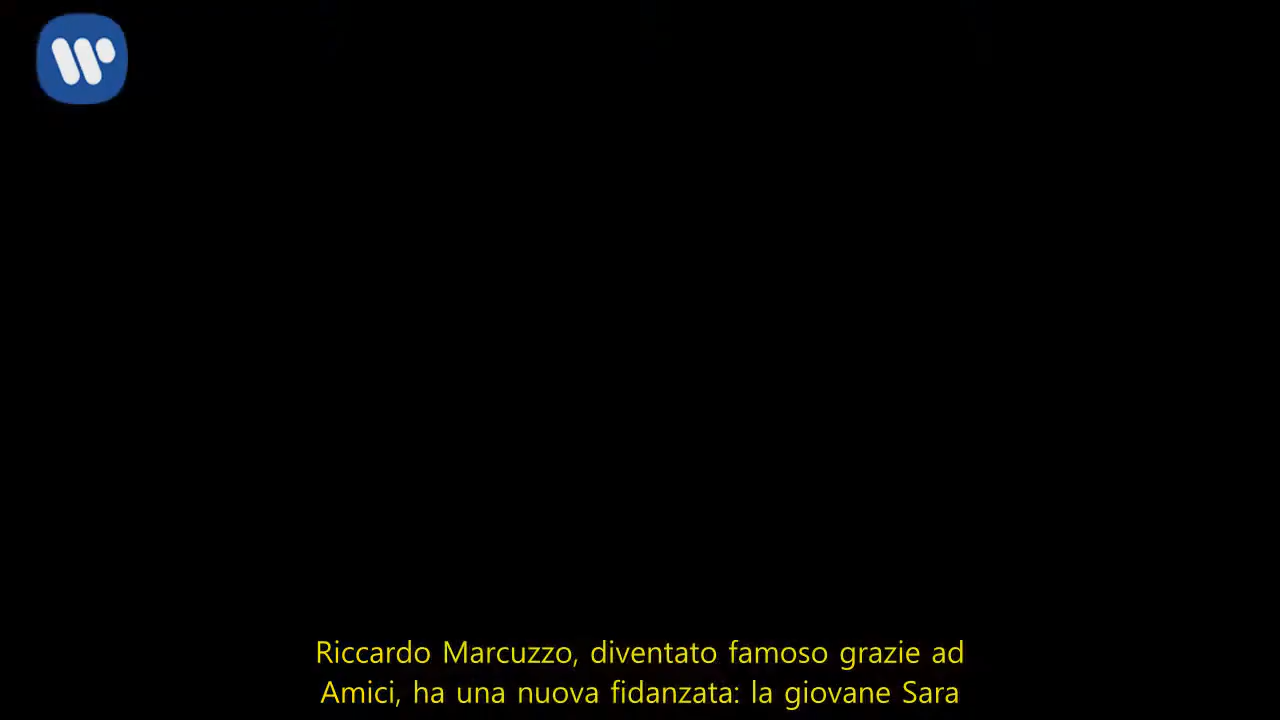 Riccardo Marcuzzo, diventato famoso grazie ad
Amici, ha una nuova fidanzata: la giovane Sara